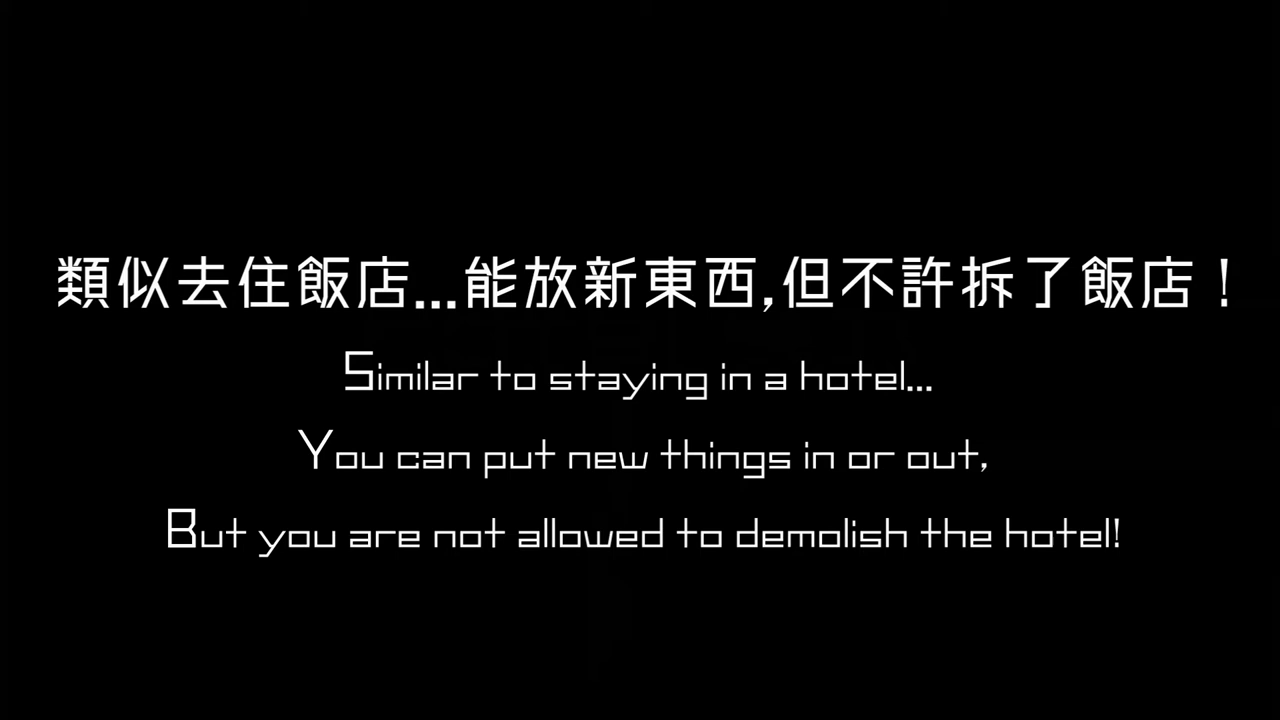 類似去住飯店...能放新東西,但不許拆了飯店！
Similar to staying in a hotel...
You can put new things in or out,
But you are not allowed to demolish the hotel!